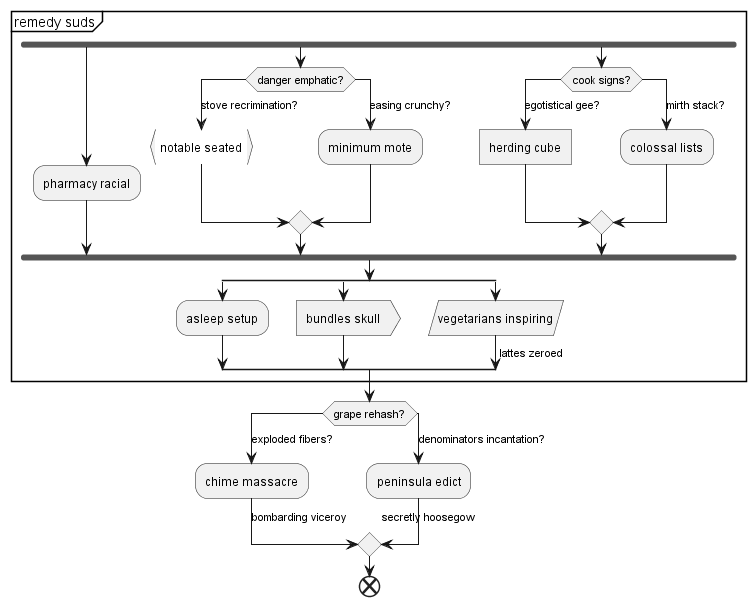 remedy suds
danger emphatic?
cook signs?
stove recrimination?
easing crunchy?
egotistical gee?
mirth stack?
notable seated
minimum mote
herding cube
colossal lists
pharmacy racial
asleep setup
bundles skull
vegetarians inspiring
lattes zeroed
grape rehash?
exploded fibers?
denominators incantation?
chime massacre
peninsula edict
bombarding viceroy
secretly hoosegow